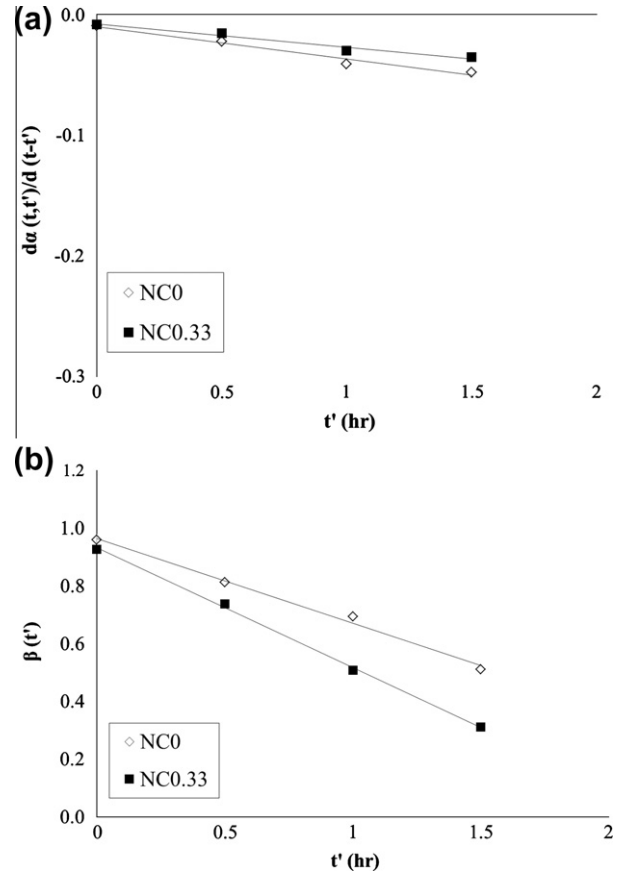 (a)
0.0
-0.1
-0.2
-0.3
dα (t,t')/d (t-t')
NC0
NC0.33
0 0.5 1 1.5 2
t' (hr)
(b)
1.2
1.0
0.8
0.6
0.4
0.2
0.0
β (t')
NC0
NC0.33
0 0.5 1 1.5 2
t' (hr)